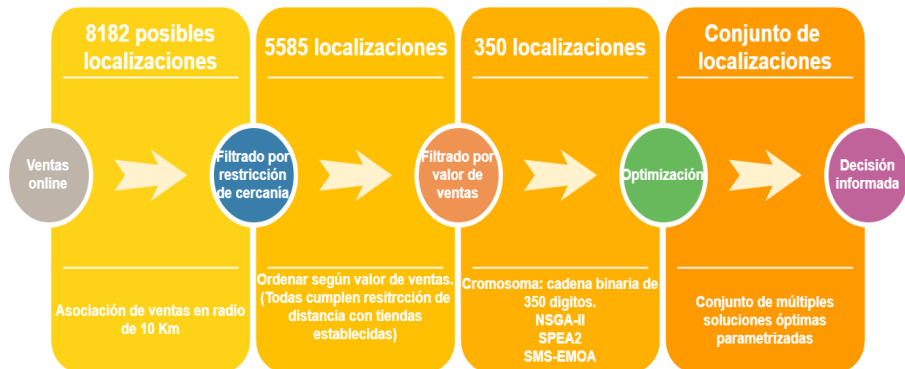 8182 posibles
localizaciones
5585 localizaciones
350 localizaciones
Conjunto de
localizaciones
Ventas
online
Filtrado por
restricción
de cercanía
Filtrado por
valor de
ventas
Optimización
Decisión
informada
Asociación de ventas en radio
de 10 Km
Ordenar según valor de ventas.
(Todas cumplen resitrcción de
distancia con tiendas
establecidas)
Cromosoma: cadena binaria de
350 digitos.
NSGA-II
SPEA2
SMS-EMOA
Conjunto de múltiples
soluciones óptimas
parametrizadas